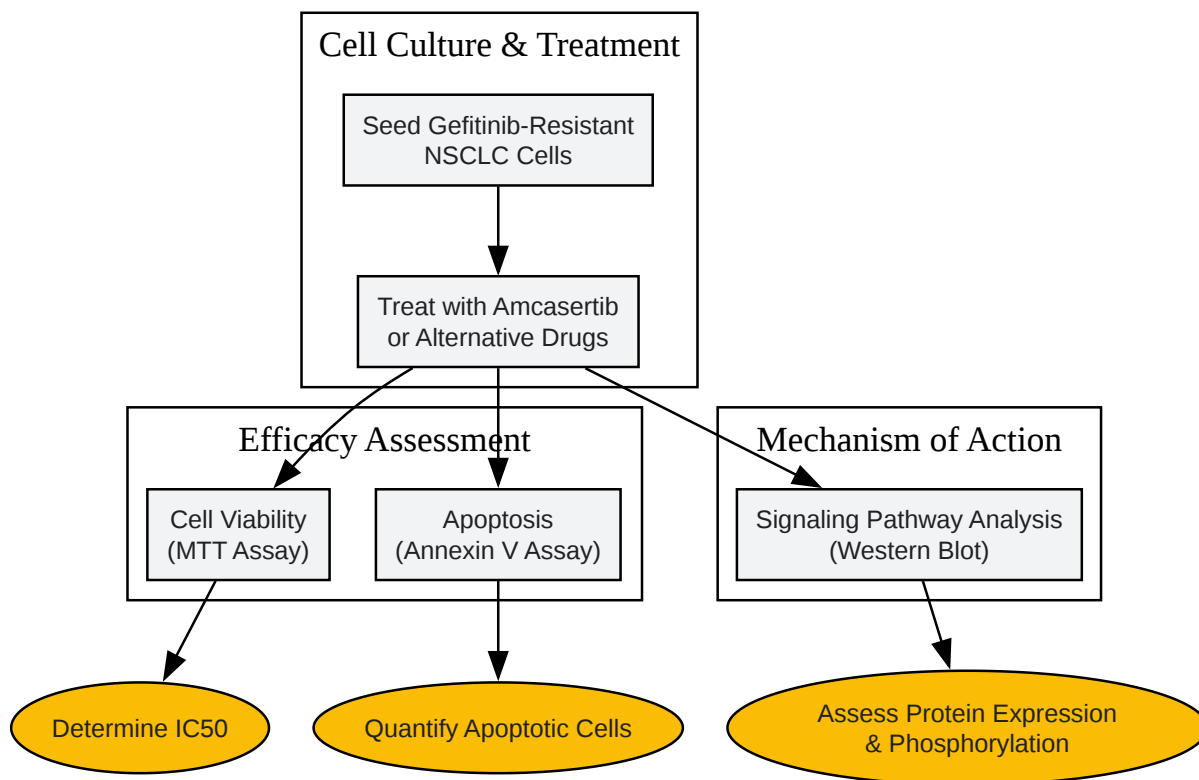 Cell Culture & Treatment
Seed Gefitinib-Resistant
NSCLC Cells
Treat with Amcasertib
or Alternative Drugs
Efficacy Assessment
Mechanism of Action
Cell Viability
(MTT Assay)
Apoptosis
(Annexin V Assay)
Signaling Pathway Analysis
(Western Blot)
Determine IC50
Quantify Apoptotic Cells
Assess Protein Expression
& Phosphorylation